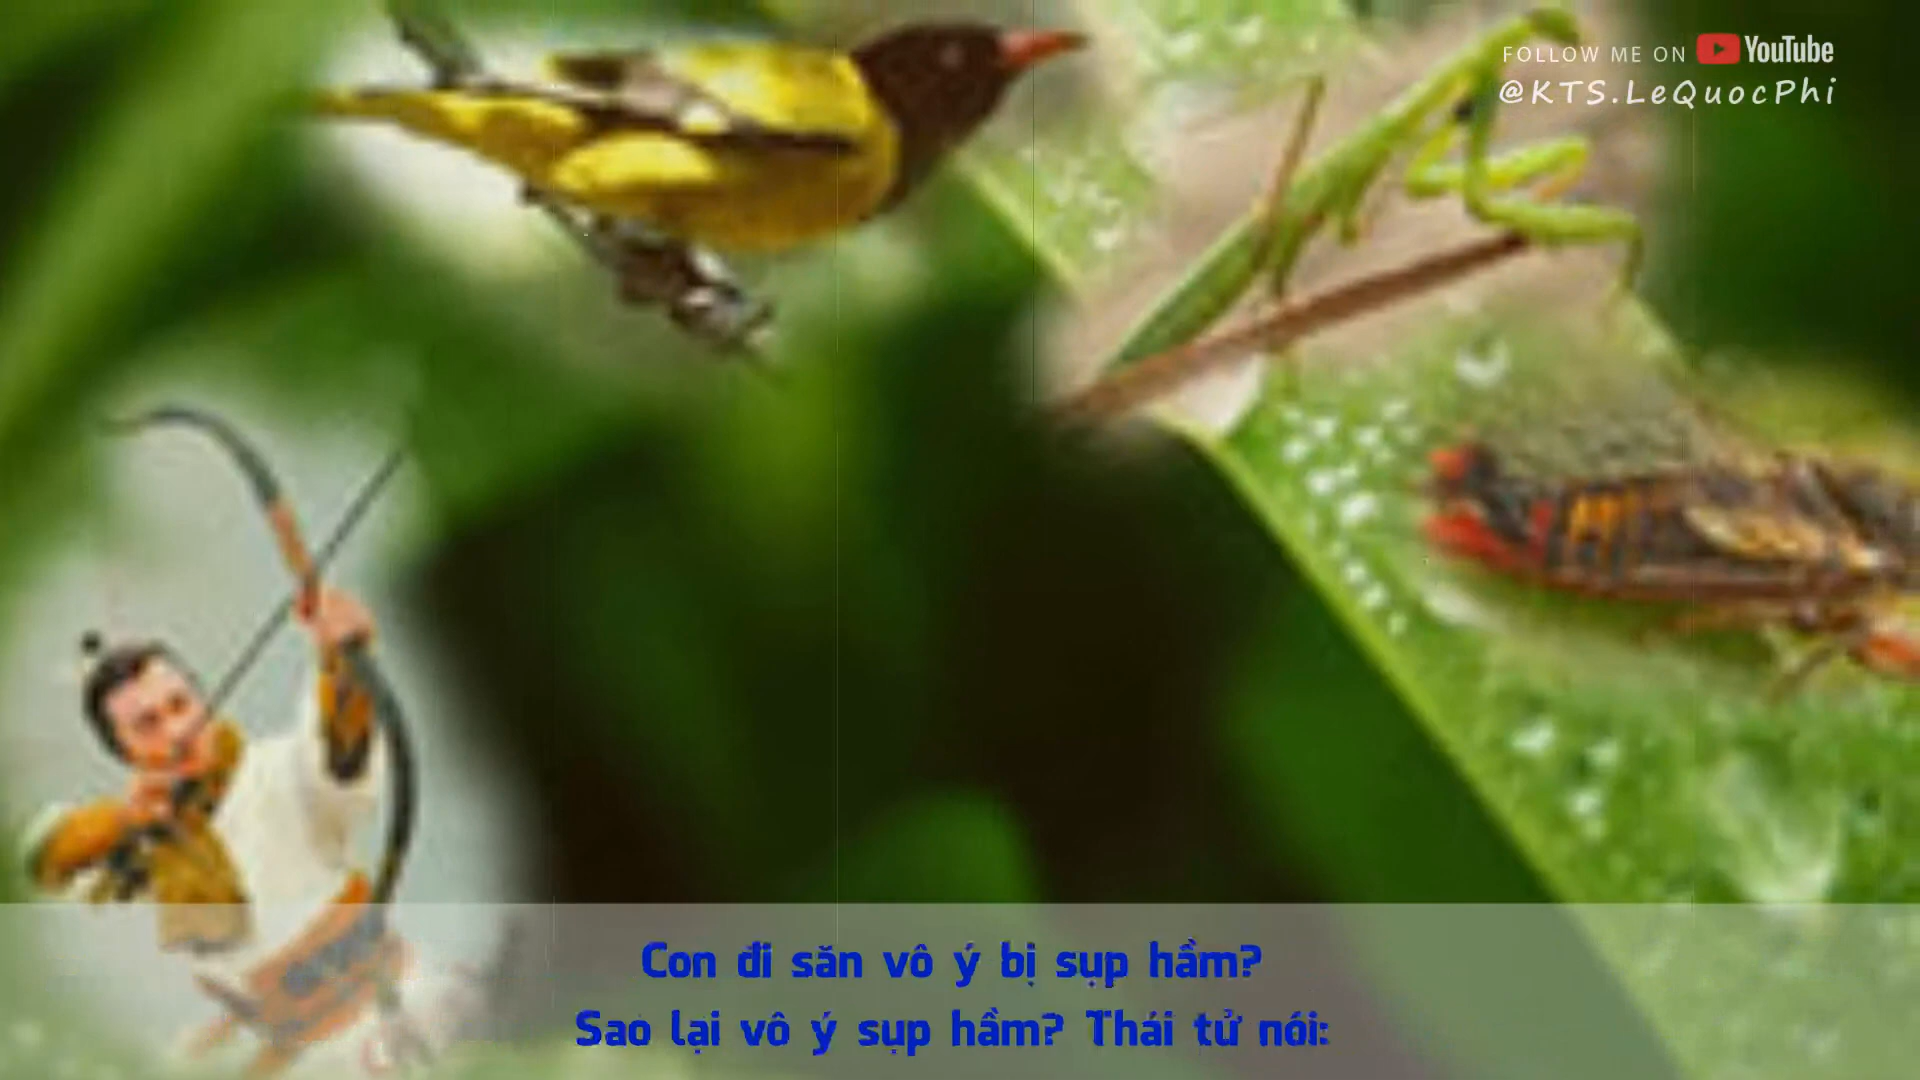 FOLLOW ME ON YouTube
@KTS.LeQuocPhi
Con đi săn vô ý bị sụp hầm?
Sao lại vô ý sụp hầm? Thái tử nói: